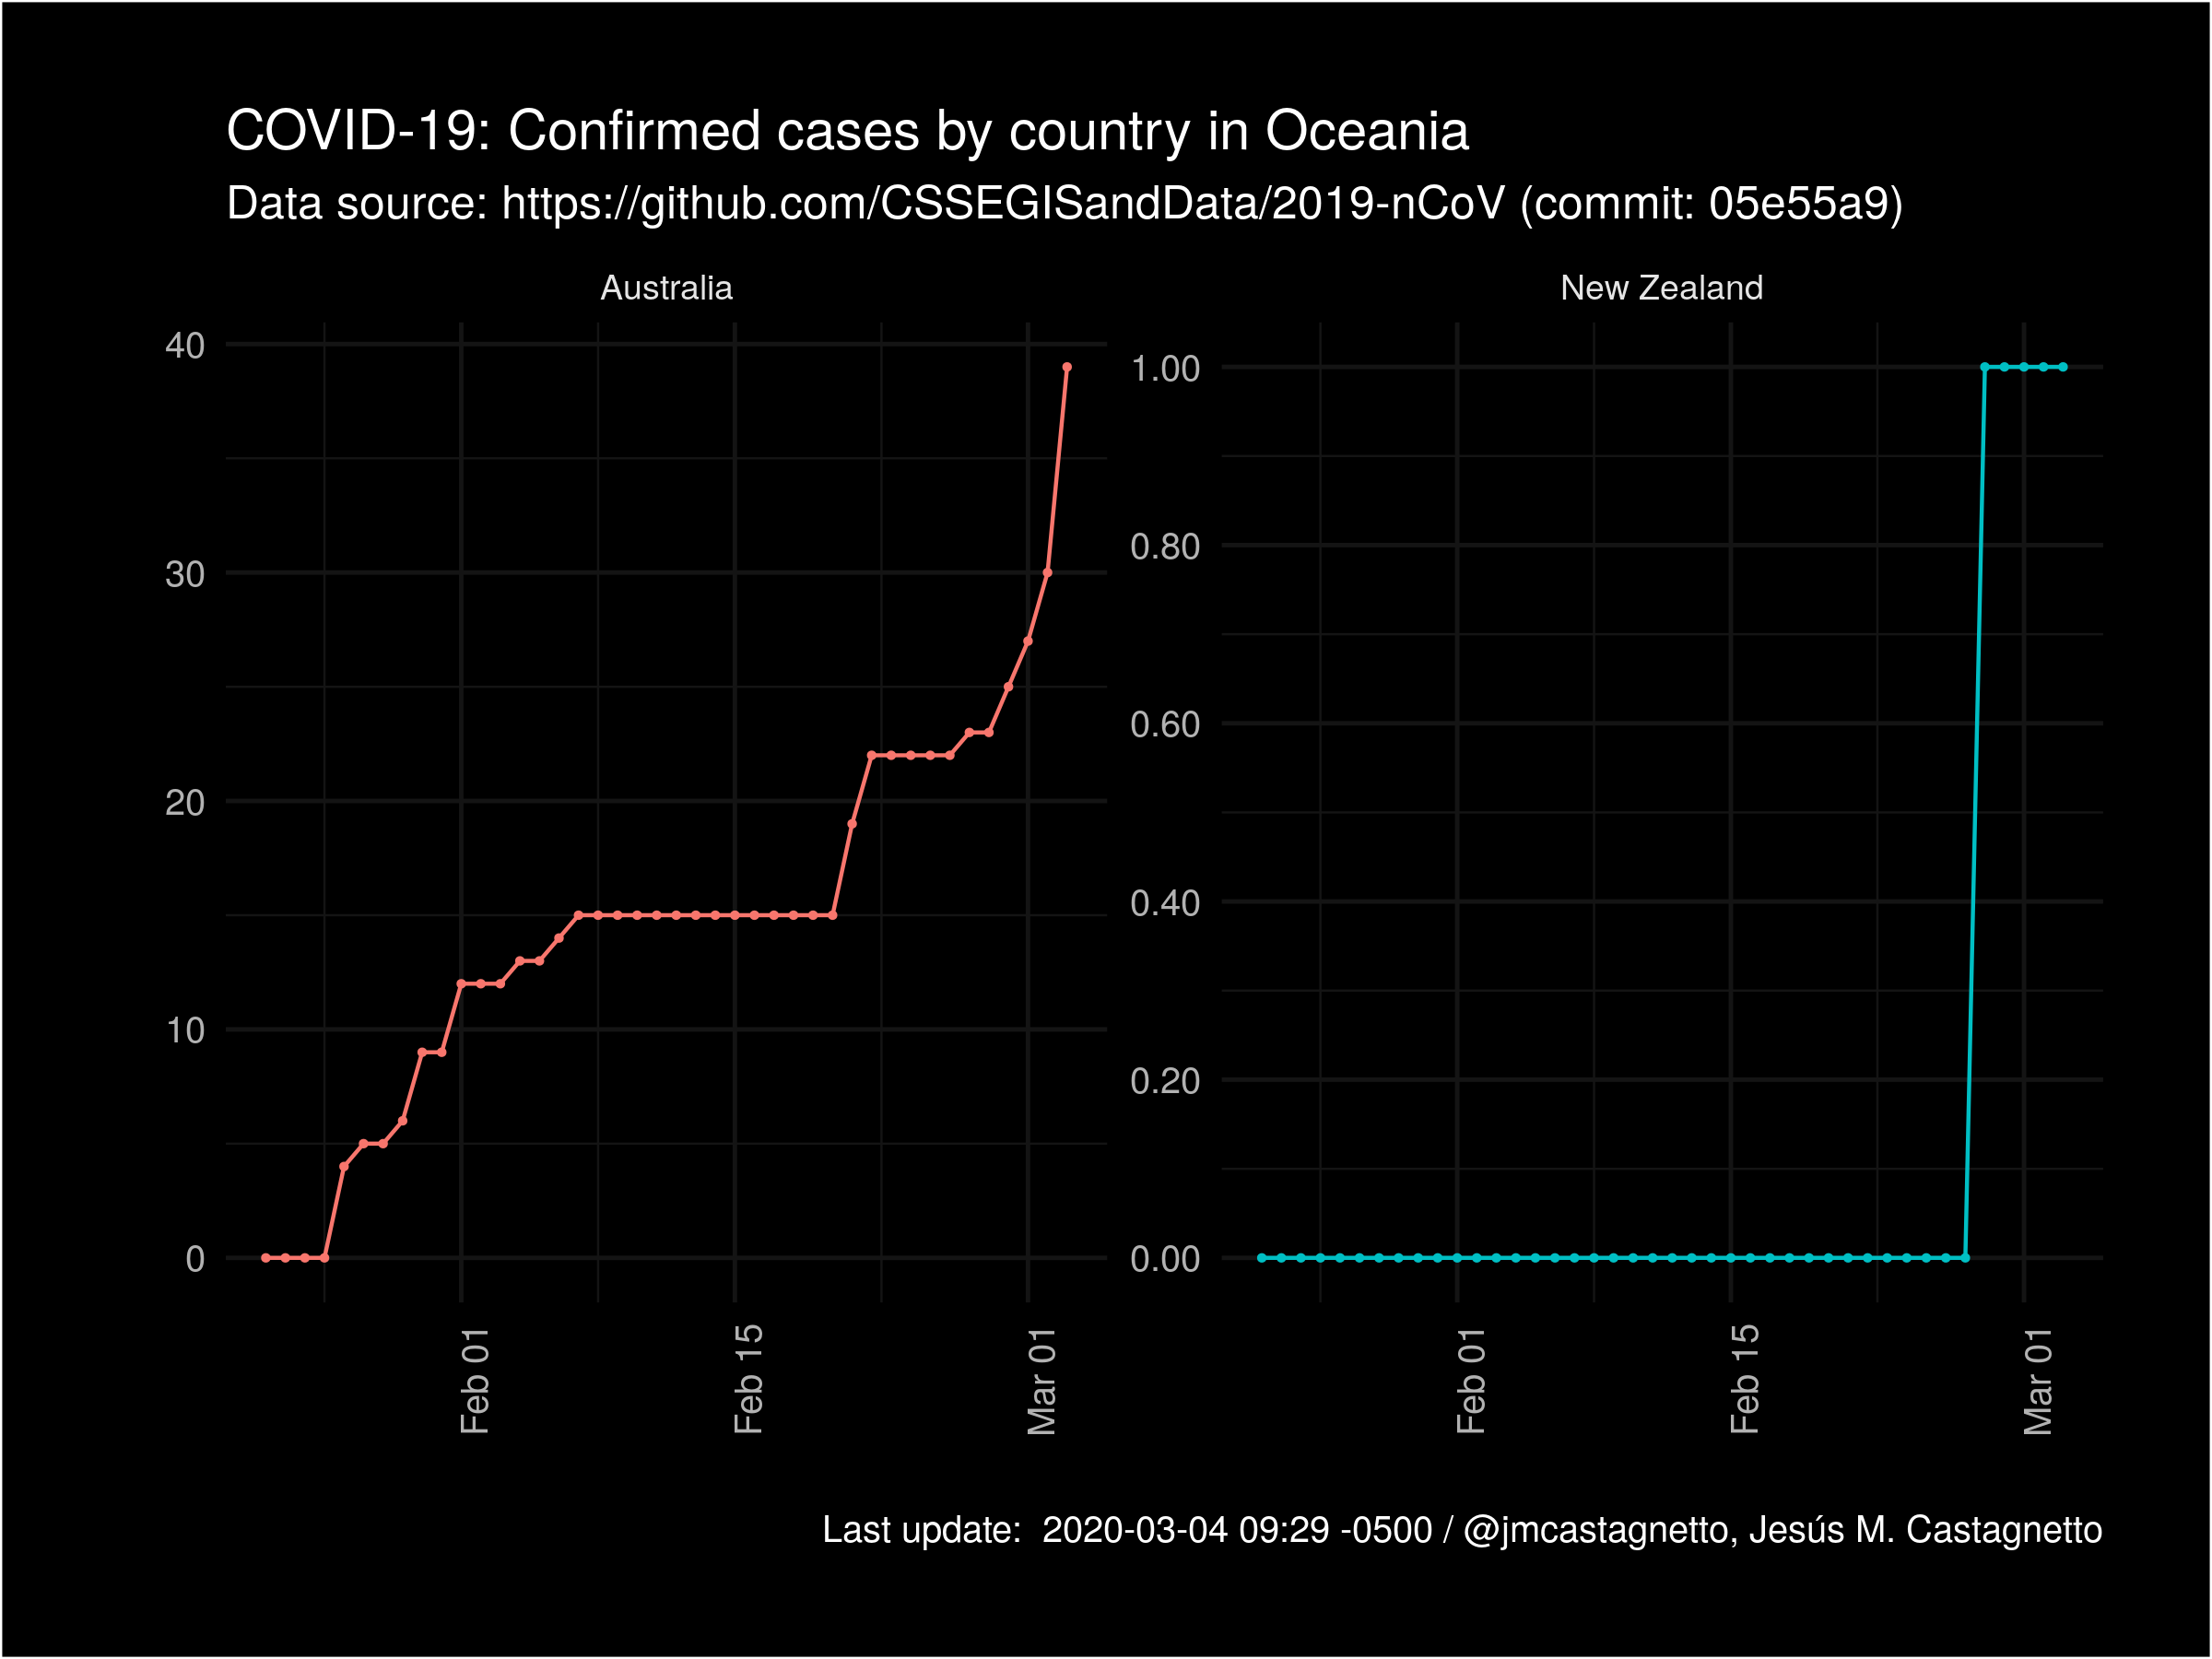 COVID-19: Confirmed cases by country in Oceania
Data source: https://github.com/CSSEGISandData/2019-nCoV (commit: 05e55a9)
Australia
40
30
20
10
0
Feb 01
Feb 15
Mar 01
New Zealand
1.00
0.80
0.60
0.40
0.20
0.00
Feb 01
Feb 15
Mar 01
Last update:  2020-03-04 09:29 -0500 / @jmcastagnetto, Jesús M. Castagnetto